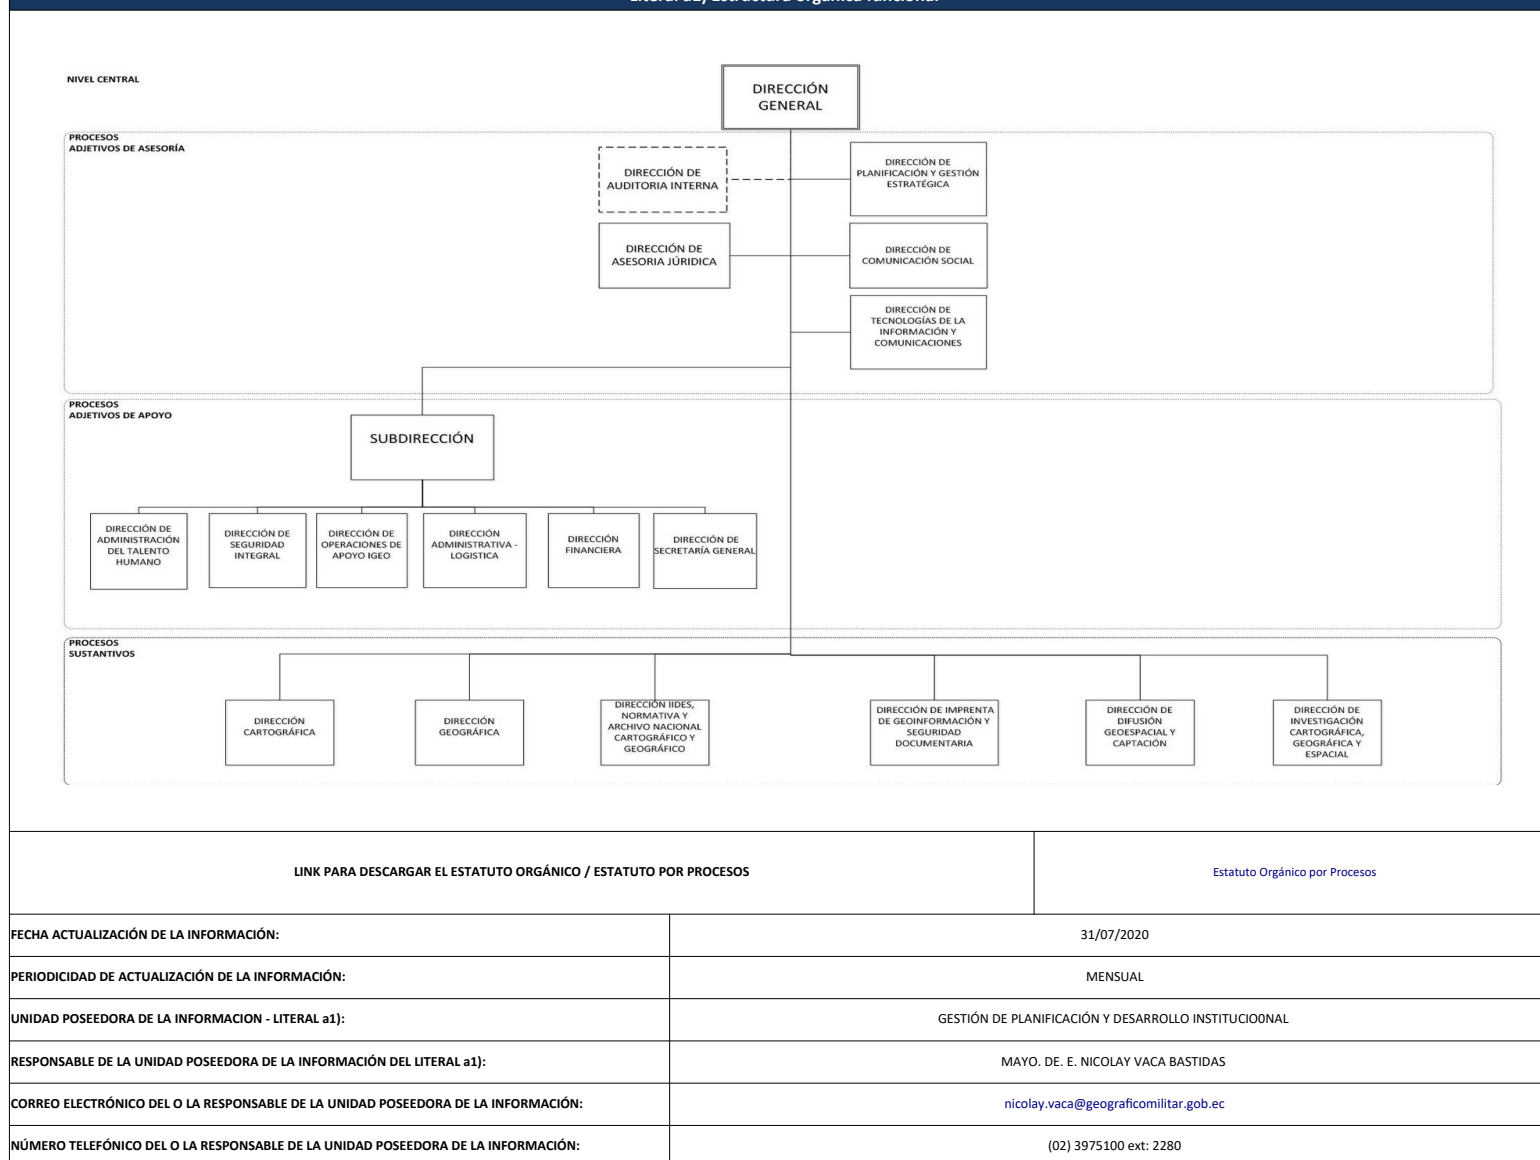 Literal a1) Estructura orgánica funcional
NIVEL CENTRAL
DIRECCIÓN
GENERAL
PROCESOS
ADJETIVOS DE ASESORÍA
DIRECCIÓN DE
AUDITORIA INTERNA
DIRECCIÓN DE
PLANIFICACIÓN Y GESTIÓN
ESTRATÉGICA
DIRECCIÓN DE
ASESORIA JÚRIDICA
DIRECCIÓN DE
COMUNICACIÓN SOCIAL
DIRECCIÓN DE
TECNOLOGÍAS DE LA
INFORMACIÓN Y
COMUNICACIONES
PROCESOS
ADJETIVOS DE APOYO
SUBDIRECCIÓN
DIRECCIÓN DE
ADMINISTRACIÓN
DEL TALENTO
HUMANO
DIRECCIÓN DE
SEGURIDAD
INTEGRAL
DIRECCIÓN DE
OPERACIONES DE
APOYO IGEO
DIRECCIÓN
ADMINISTRATIVA -
LOGISTICA
DIRECCIÓN
FINANCIERA
DIRECCIÓN DE
SECRETARÍA GENERAL
PROCESOS
SUSTANTIVOS
DIRECCIÓN
CARTOGRÁFICA
DIRECCIÓN
GEOGRÁFICA
DIRECCIÓN IIDES,
NORMATIVA Y
ARCHIVO NACIONAL
CARTOGRÁFICO Y
GEOGRÁFICO
DIRECCIÓN DE IMPRENTA
DE GEOINFORMACIÓN Y
SEGURIDAD
DOCUMENTARIA
DIRECCIÓN DE
DIFUSIÓN
GEOESPACIAL Y
CAPTACIÓN
DIRECCIÓN DE
INVESTIGACIÓN
CARTOGRÁFICA,
GEOGRÁFICA Y
ESPACIAL
LINK PARA DESCARGAR EL ESTATUTO ORGÁNICO / ESTATUTO POR PROCESOS
Estatuto Orgánico por Procesos
FECHA ACTUALIZACIÓN DE LA INFORMACIÓN:
31/07/2020
PERIODICIDAD DE ACTUALIZACIÓN DE LA INFORMACIÓN:
MENSUAL
UNIDAD POSEEDORA DE LA INFORMACION - LITERAL a1):
GESTIÓN DE PLANIFICACIÓN Y DESARROLLO INSTITUCIO0NAL
RESPONSABLE DE LA UNIDAD POSEEDORA DE LA INFORMACIÓN DEL LITERAL a1):
MAYO. DE. E. NICOLAY VACA BASTIDAS
CORREO ELECTRÓNICO DEL O LA RESPONSABLE DE LA UNIDAD POSEEDORA DE LA INFORMACIÓN:
nicolay.vaca@geograficomilitar.gob.ec
NÚMERO TELEFÓNICO DEL O LA RESPONSABLE DE LA UNIDAD POSEEDORA DE LA INFORMACIÓN:
(02) 3975100 ext: 2280